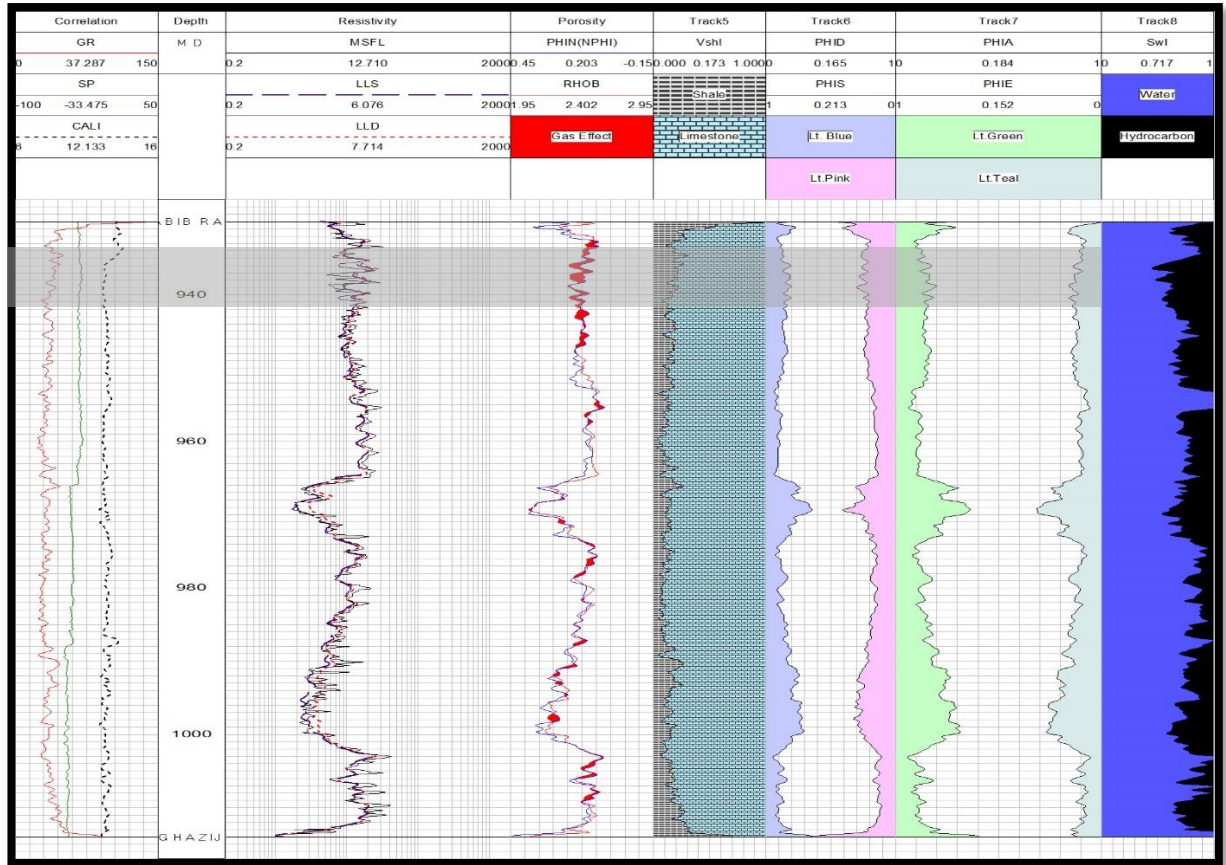 Correlation Depth Resistivity Porosity Track5 Track6 Track7 Track8
GR M D MSFL PHIN(NPHI) Vshl PHID PHIA Swl
0 37.287 150 0.2 12.710 2000 0.45 0.203 -0.15 0.000 0.173 1.000 0 0.165 1 0 0.184 1 0 0.717 1
SP LLS RHOB Shale PHIS PHIE Water
-100 -33.475 50 0.2 6.076 2000 1.95 2.402 2.95 1 0.213 0 1 0.152 0
CALI LLD Gas Effect Limestone Lt. Blue Lt.Green Hydrocarbon
6 12.133 16 0.2 7.714 2000
Lt.Pink Lt.Teal
BIB RA
940
960
980
1000
GHAZIJ